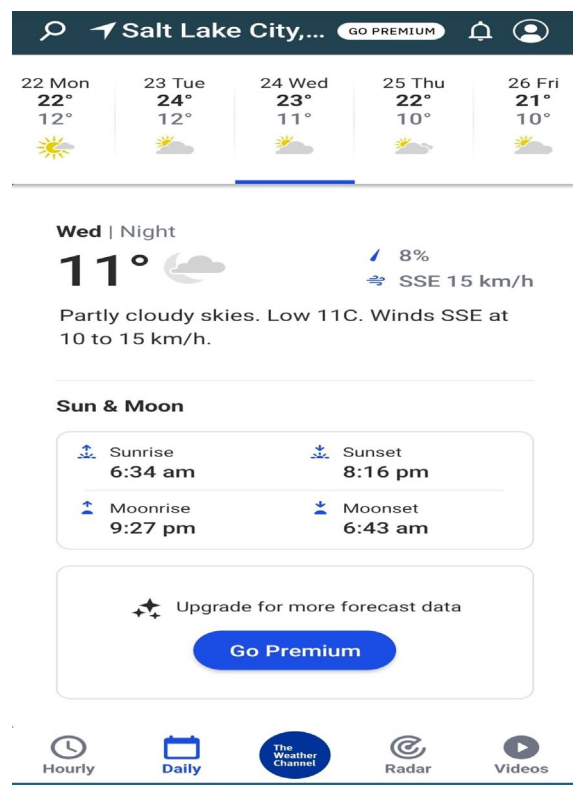 Salt Lake City,... GO PREMIUM
22 Mon 23 Tue 24 Wed 25 Thu 26 Fri
22° 24° 23° 22° 21°
12° 12° 11° 10° 10°
Wed | Night
11° 8%
SSE 15 km/h
Partly cloudy skies. Low 11C. Winds SSE at
10 to 15 km/h.
Sun & Moon
Sunrise Sunset
6:34 am 8:16 pm
Moonrise Moonset
9:27 pm 6:43 am
Upgrade for more forecast data
Go Premium
The
Weather
Channel
Hourly Daily Radar Videos